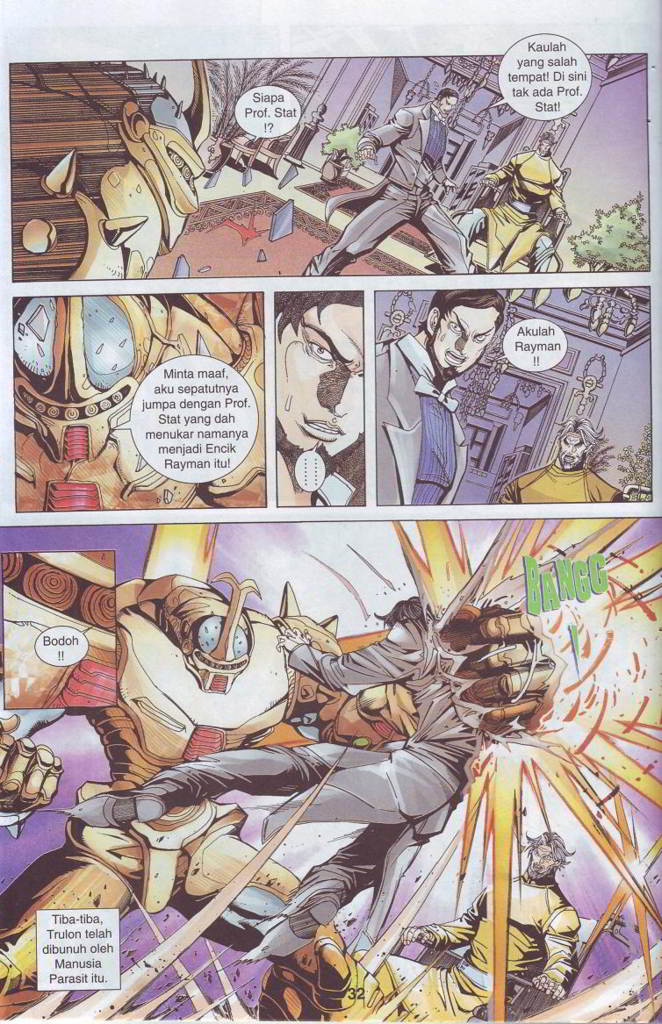 Siapa
Prof. Stat
!?
Kaulah
yang salah
tempat! Di sini
tak ada Prof.
Stat!
Minta maaf,
aku sepatutnya
jumpa dengan Prof.
Stat yang dah
menukar namanya
menjadi Encik
Rayman itu!
......
Akulah
Rayman
!!
Bodoh
!!
BANGG
!
Tiba-tiba,
Trulon telah
dibunuh oleh
Manusia
Parasit itu.
32